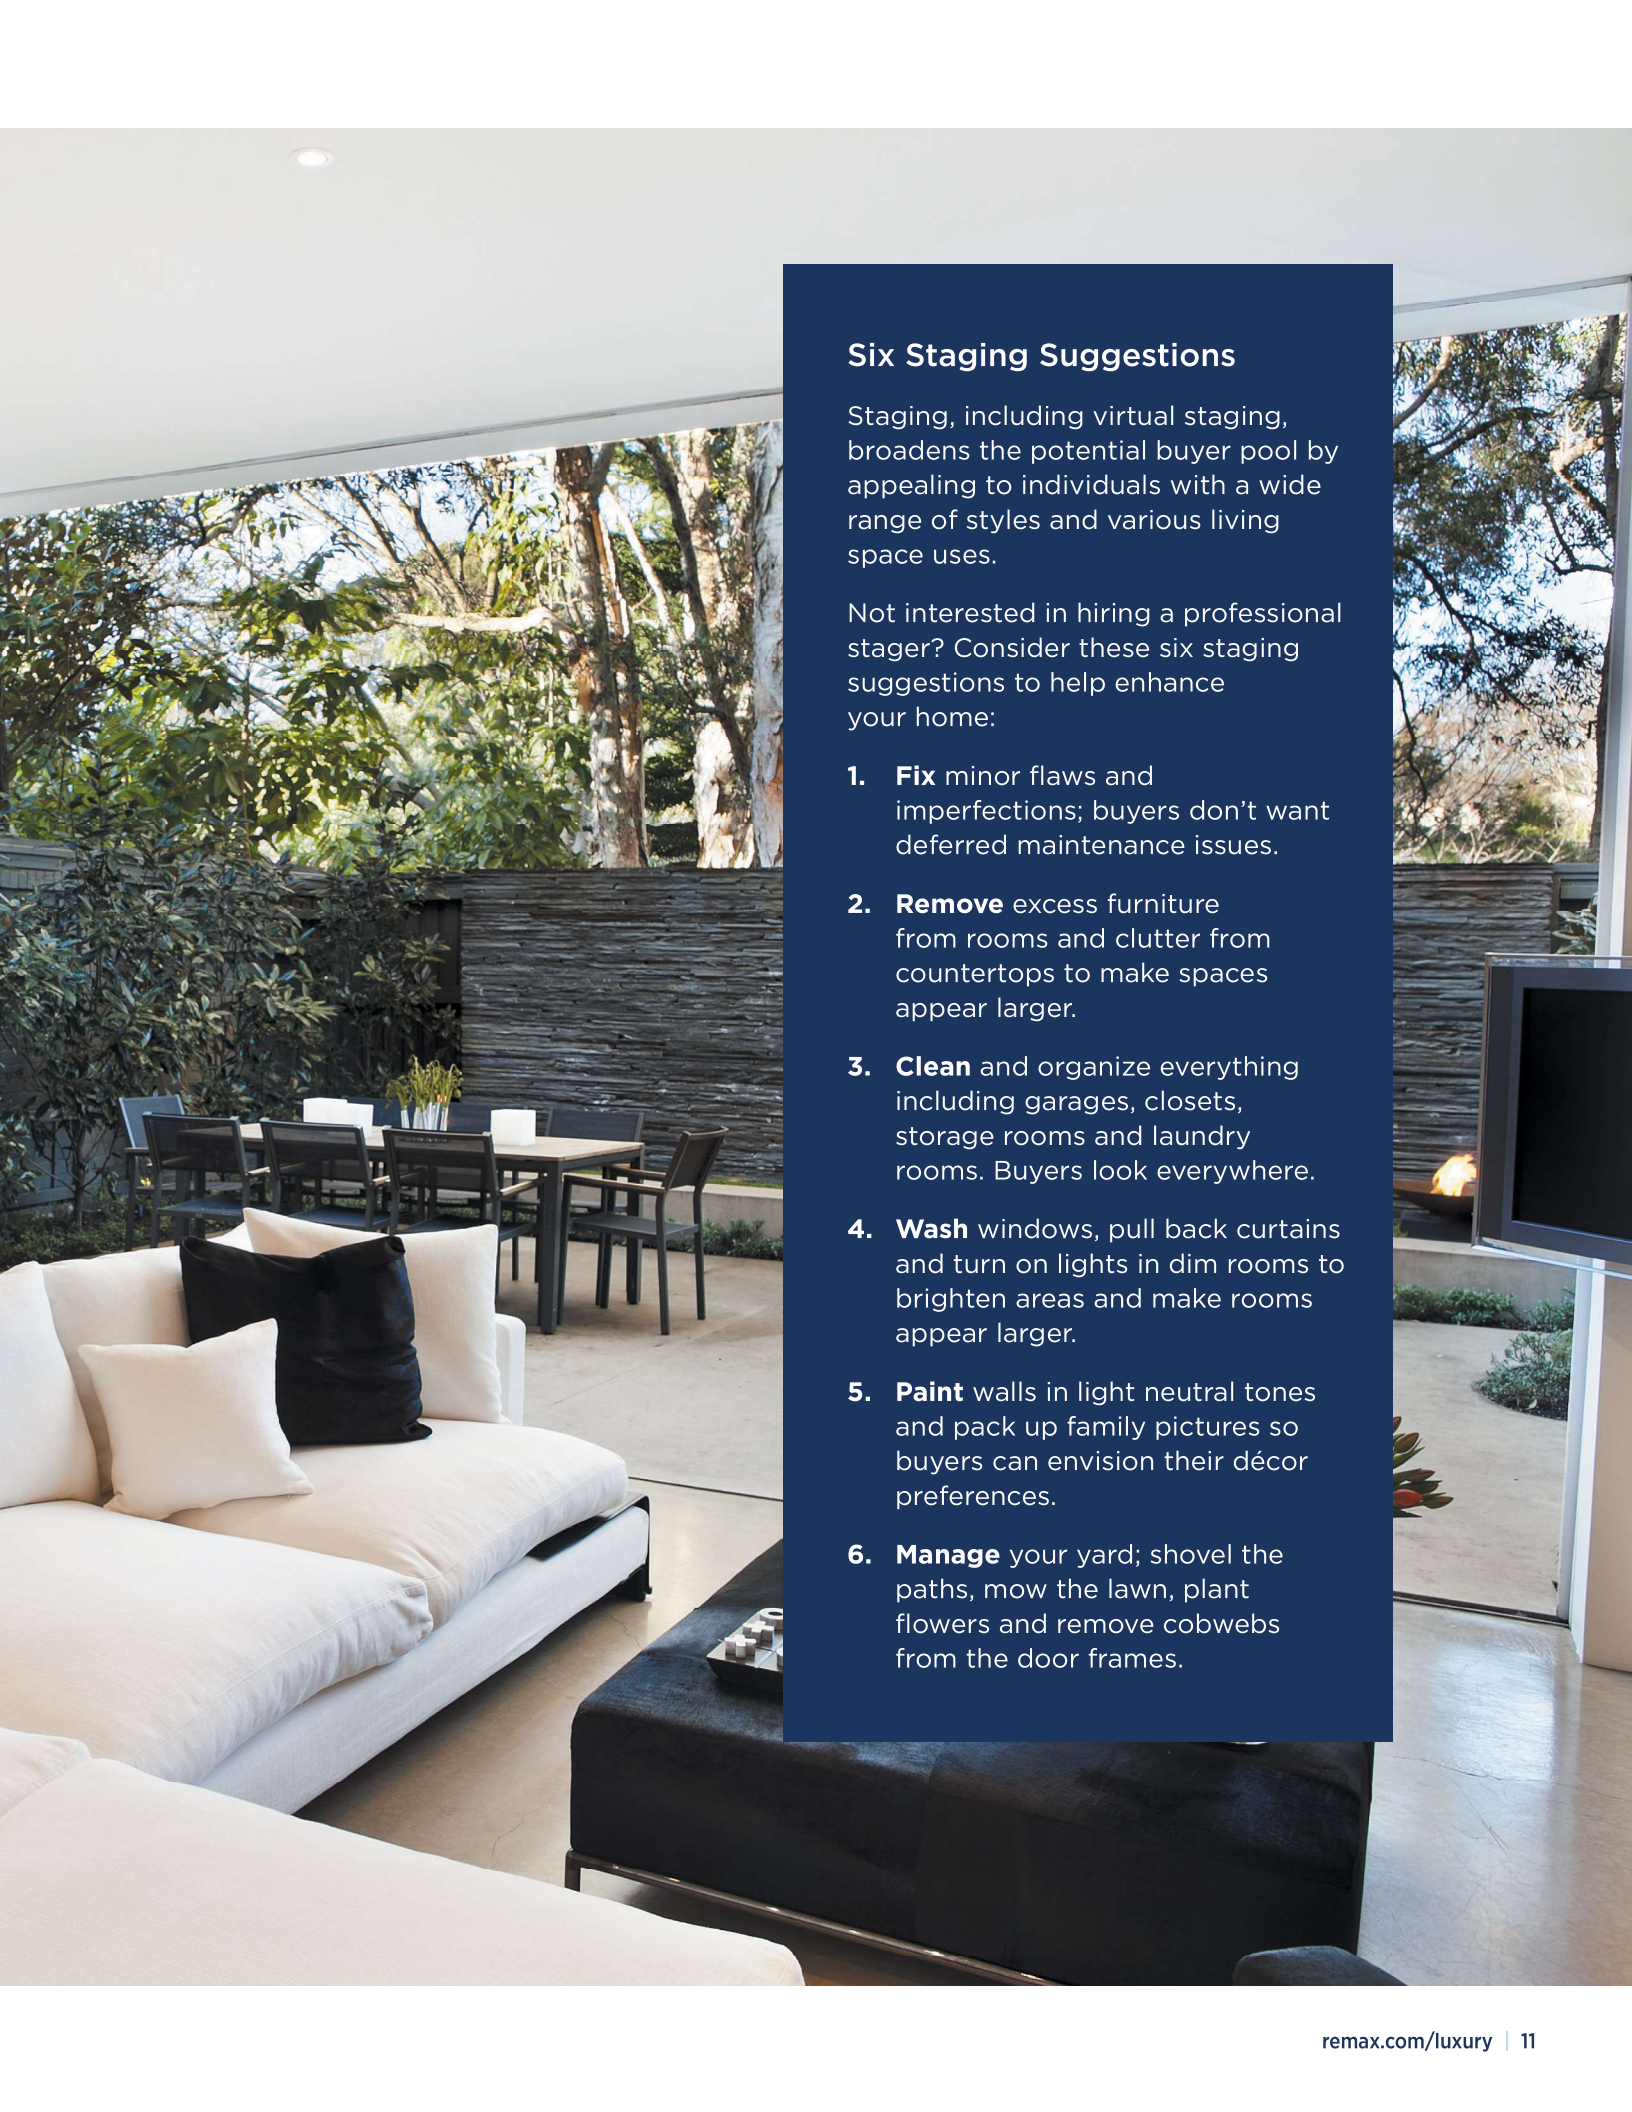 Six Staging Suggestions
Staging, including virtual staging,
broadens the potential buyer pool by
appealing to individuals with a wide
range of styles and various living
space uses.
Not interested in hiring a professional
stager? Consider these six staging
suggestions to help enhance
your home:
1. Fix minor flaws and
imperfections; buyers don’t want
deferred maintenance issues.
2. Remove excess furniture
from rooms and clutter from
countertops to make spaces
appear larger.
3. Clean and organize everything
including garages, closets,
storage rooms and laundry
rooms. Buyers look everywhere.
4. Wash windows, pull back curtains
and turn on lights in dim rooms to
brighten areas and make rooms
appear larger.
5. Paint walls in light neutral tones
and pack up family pictures so
buyers can envision their décor
preferences.
6. Manage your yard; shovel the
paths, mow the lawn, plant
flowers and remove cobwebs
from the door frames.
remax.com/luxury | 11